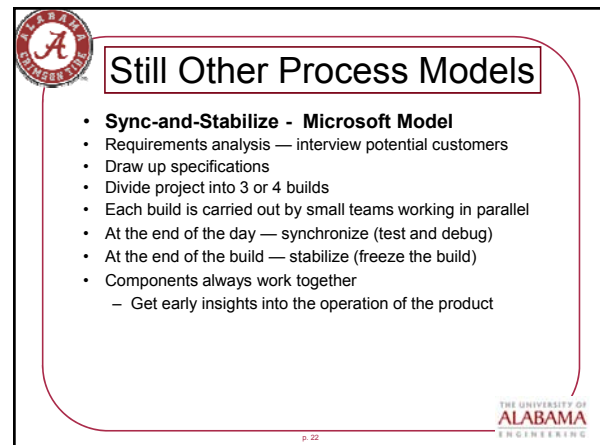 ALABAMA
A
CRIMSON TIDE
Still Other Process Models
• Sync-and-Stabilize - Microsoft Model
• Requirements analysis — interview potential customers
• Draw up specifications
• Divide project into 3 or 4 builds
• Each build is carried out by small teams working in parallel
• At the end of the day — synchronize (test and debug)
• At the end of the build — stabilize (freeze the build)
• Components always work together
– Get early insights into the operation of the product
THE UNIVERSITY OF
ALABAMA
ENGINEERING
p. 22